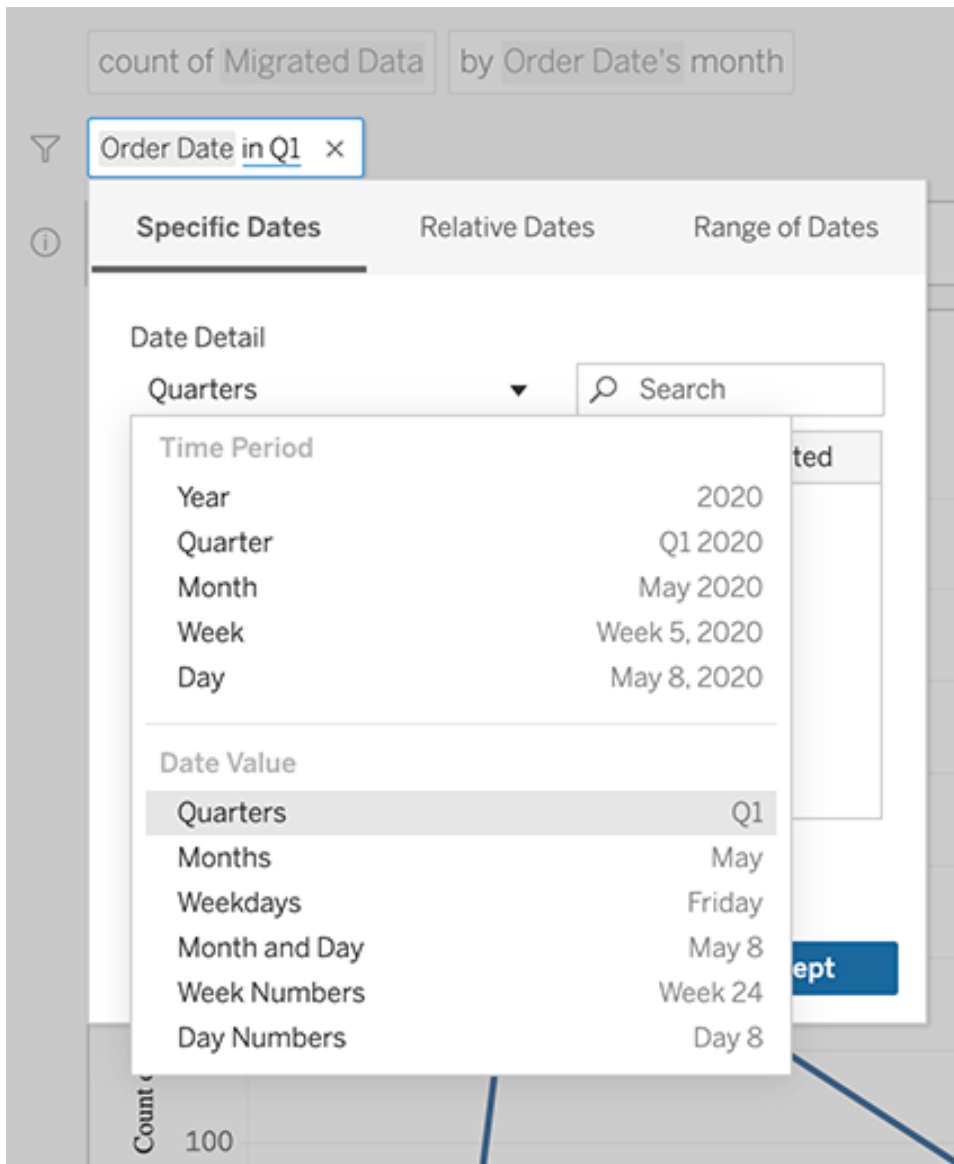 count of Migrated Data by Order Date's month
Order Date in Q1 ×
Specific Dates Relative Dates Range of Dates
Date Detail
Quarters Search
Time Period
ted
Year 2020
Quarter Q1 2020
Month May 2020
Week Week 5, 2020
Day May 8, 2020
Date Value
Quarters Q1
Months May
Weekdays Friday
Month and Day May 8
ept
Week Numbers Week 24
Day Numbers Day 8
Count
100